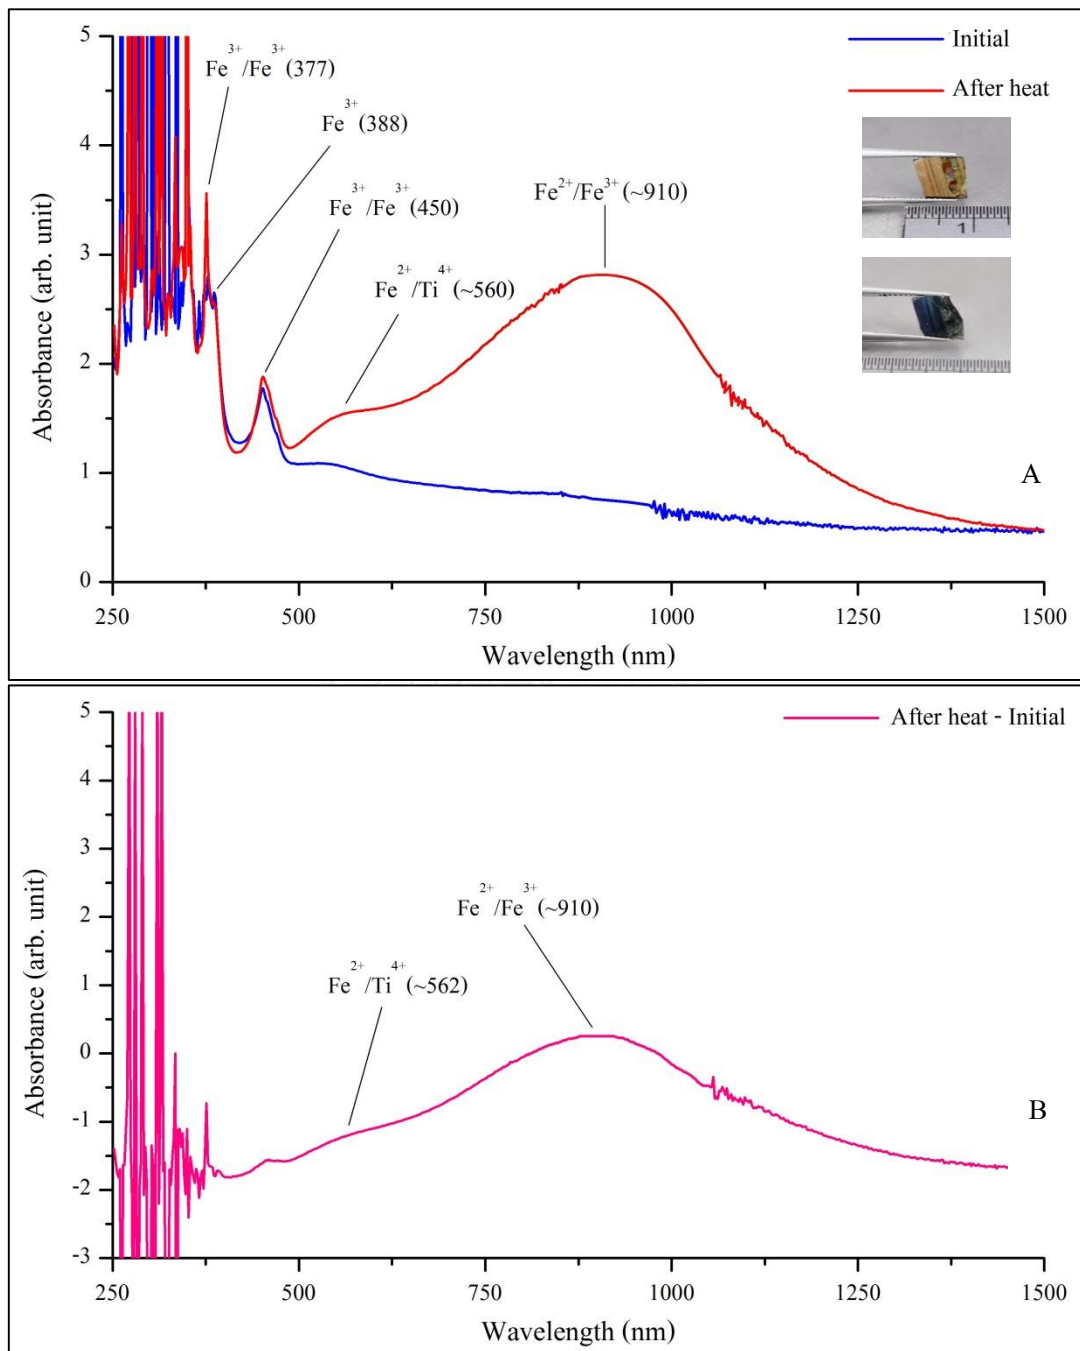 5
4
3
2
1
0
Absorbance (arb. unit)
Fe³⁺/Fe³⁺ (377)
Fe³⁺ (388)
Fe³⁺/Fe³⁺ (450)
Fe²⁺/Ti⁴⁺ (~560)
Fe²⁺/Fe³⁺ (~910)
Initial
After heat
1
A
250 500 750 1000 1250 1500
Wavelength (nm)
5
4
3
2
1
0
-1
-2
-3
Absorbance (arb. unit)
After heat - Initial
Fe²⁺/Fe³⁺ (~910)
Fe²⁺/Ti⁴⁺ (~562)
B
250 500 750 1000 1250 1500
Wavelength (nm)